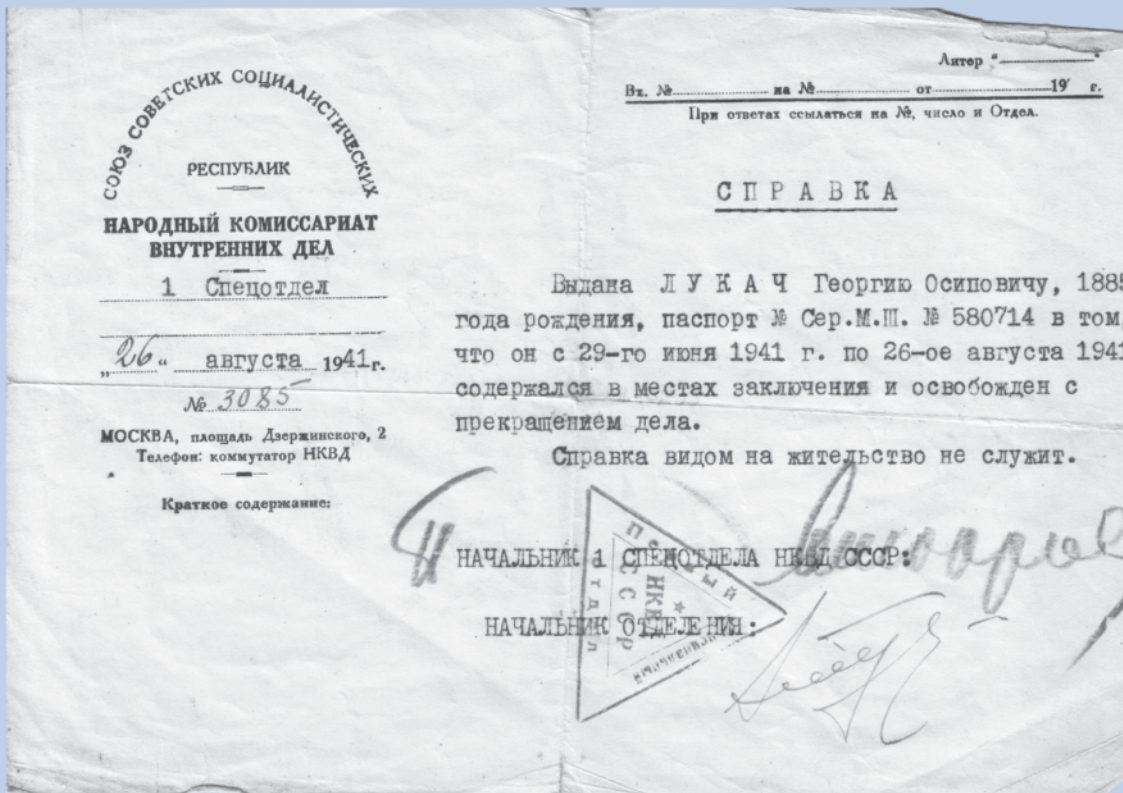 СОЮЗ СОВЕТСКИХ СОЦИАЛИСТИЧЕСКИХ
РЕСПУБЛИК
НАРОДНЫЙ КОМИССАРИАТ
ВНУТРЕННИХ ДЕЛ
1 Спецотдел
„26“ августа 1941г.
№ 3085
МОСКВА, площадь Дзержинского, 2
Телефон: коммутатор НКВД
Краткое содержание:
Литер "
Вх. № на № от 19 г.
При ответах ссылаться на №, число и Отдел.
СПРАВКА
Выдана ЛУКАЧ Георгию Осиповичу, 1885
года рождения, паспорт № Сер.М.Ш. № 580714 в том,
что он с 29-го июня 1941 г. по 26-ое августа 1941
содержался в местах заключения и освобожден с
прекращением дела.
Справка видом на жительство не служит.
НАЧАЛЬНИК 1 СПЕЦОТДЕЛА НКВД СССР:
НАЧАЛЬНИК ОТДЕЛЕНИЯ:
Первый
Специальный
Отдел
НКВД
СССР